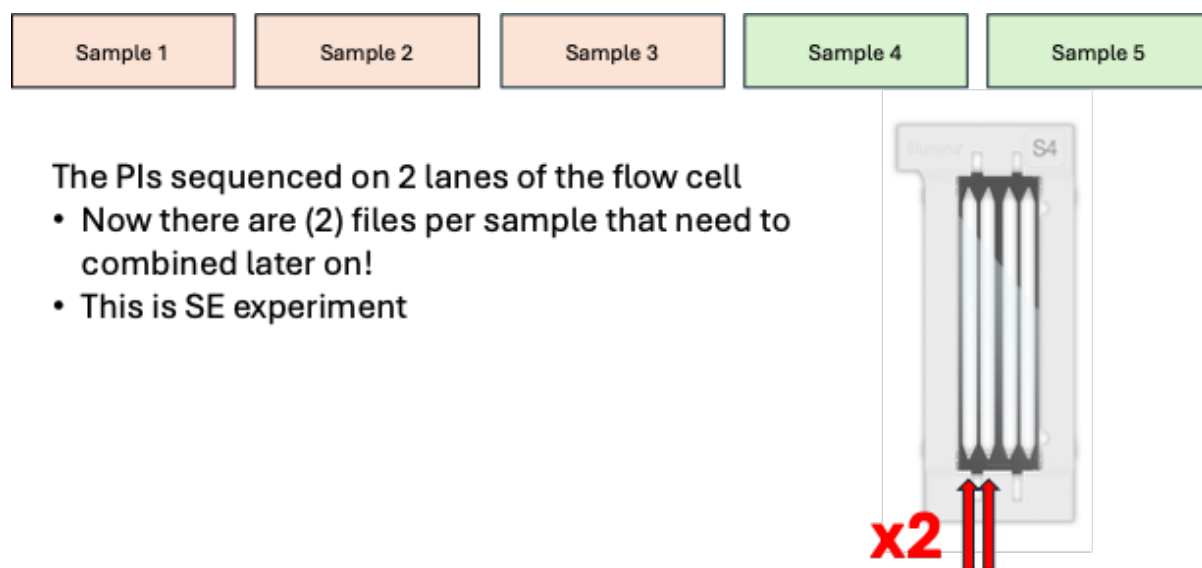 Sample 1
Sample 2
Sample 3
Sample 4
Sample 5
The PIs sequenced on 2 lanes of the flow cell
• Now there are (2) files per sample that need to
combined later on!
• This is SE experiment
S4
x2